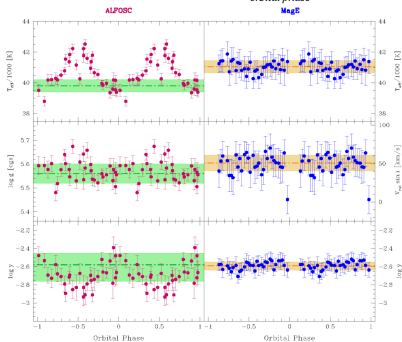 orbital phase
ALFOSC MagE
44 44
42 42
40 40
38 38
T_eff/1000 [K] T_eff/1000 [K]
5.7 100
5.6 50
5.5 0
5.4
log g [cgs] V_rot sin i [km/s]
-2.2 -2.2
-2.4 -2.4
-2.6 -2.6
-2.8 -2.8
-3 -3
log y log y
-1 -0.5 0 0.5 1 -1 -0.5 0 0.5 1
Orbital Phase Orbital Phase